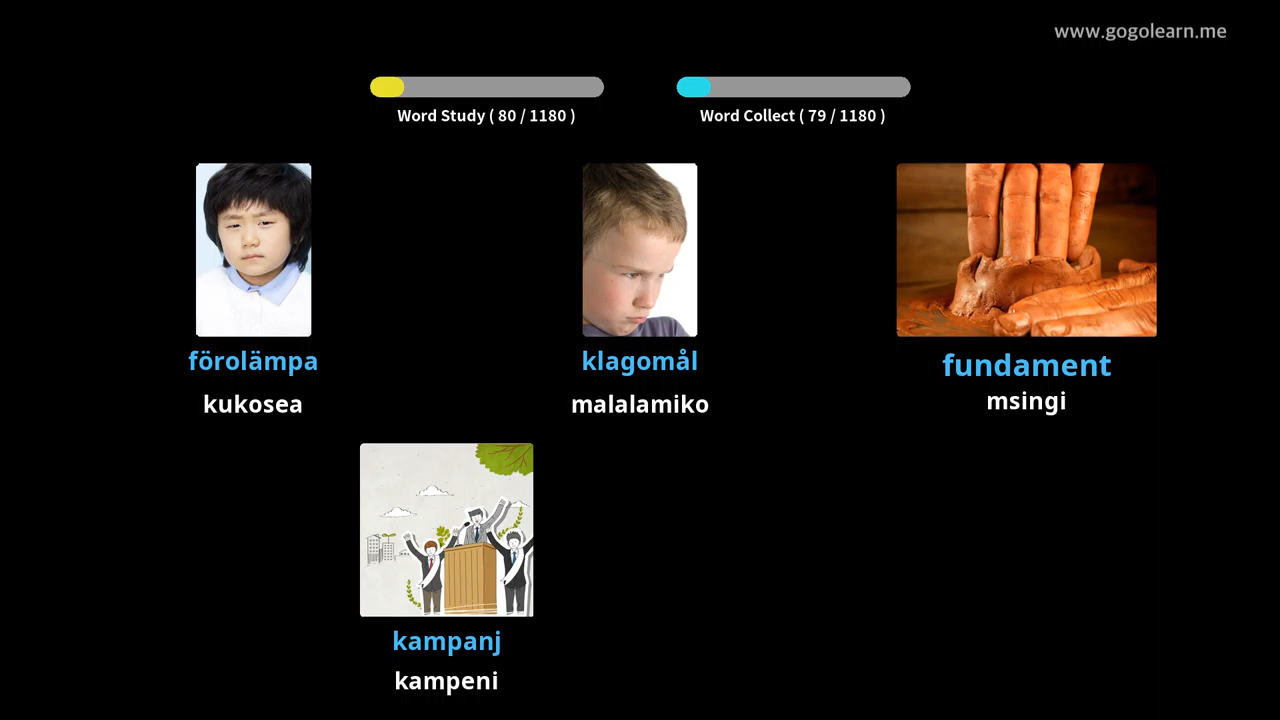 www.gogolearn.me
Word Study ( 80 / 1180 )
Word Collect ( 79 / 1180 )
förolämpa
kukosea
klagomål
malalamiko
fundament
msingi
kampanj
kampeni